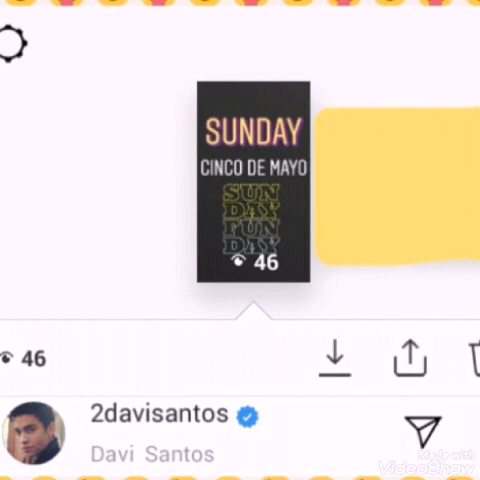 SUNDAY
CINCO DE MAYO
SUN
DAY
FUN
DAY
46
46
2davisantos
Davi Santos
Made with
VideoShow